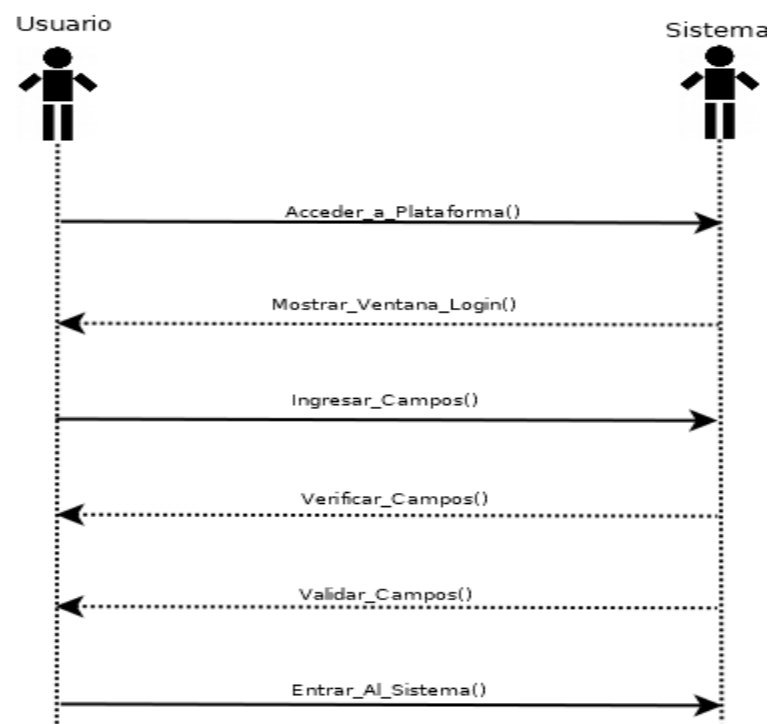 Usuario
Sistema
Acceder_a_Plataforma()
Mostrar_Ventana_Login()
Ingresar_Campos()
Verificar_Campos()
Validar_Campos()
Entrar_Al_Sistema()